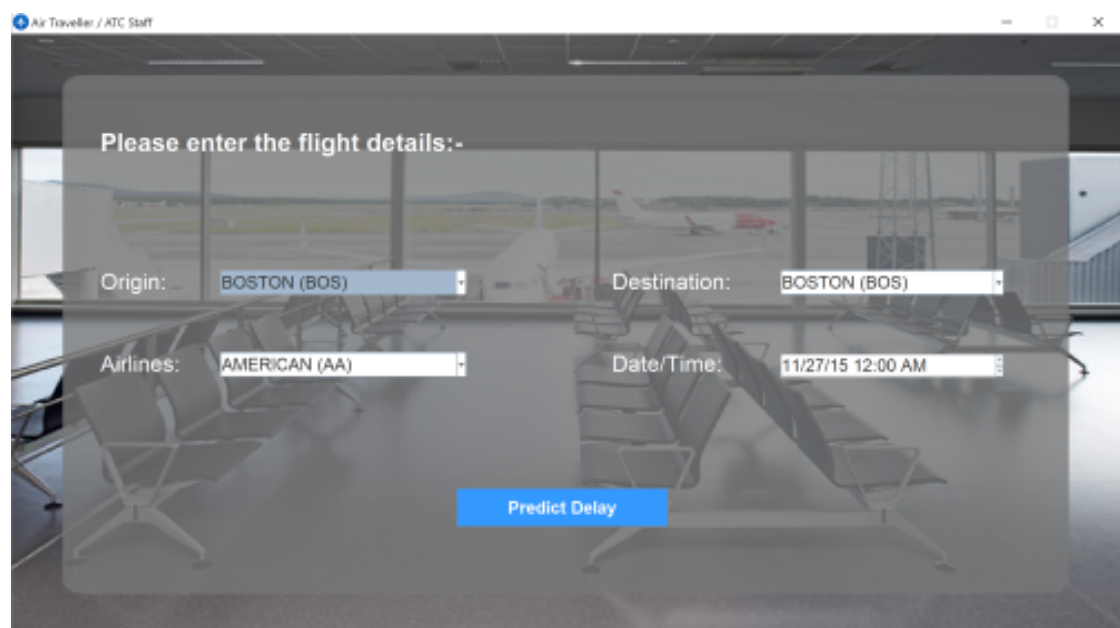 Air Traveller / ATC Staff
Please enter the flight details:-
Origin: BOSTON (BOS) Destination: BOSTON (BOS)
Airlines: AMERICAN (AA) Date/Time: 11/27/15 12:00 AM
Predict Delay